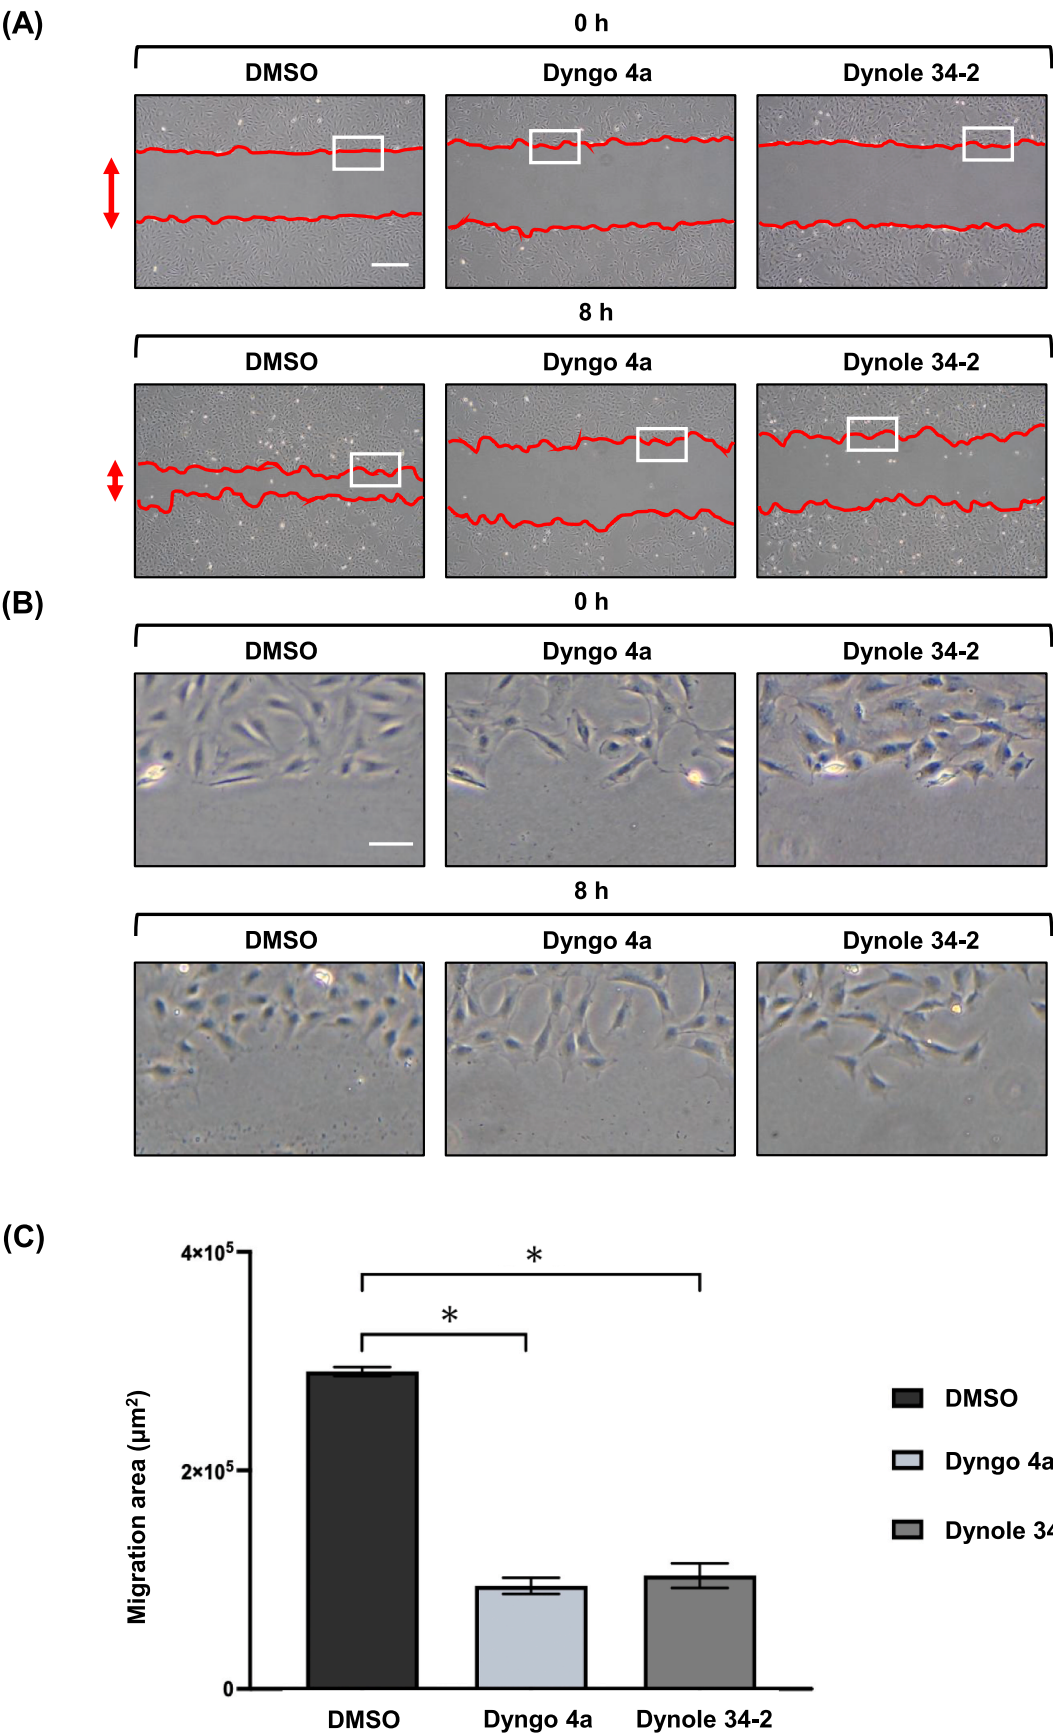 (A)
0 h
DMSO Dyngo 4a Dynole 34-2
8 h
DMSO Dyngo 4a Dynole 34-2
(B)
0 h
DMSO Dyngo 4a Dynole 34-2
8 h
DMSO Dyngo 4a Dynole 34-2
(C)
4×10⁵
2×10⁵
0
Migration area (μm²)
*
*
DMSO Dyngo 4a Dynole 34-2
DMSO
Dyngo 4a
Dynole 34